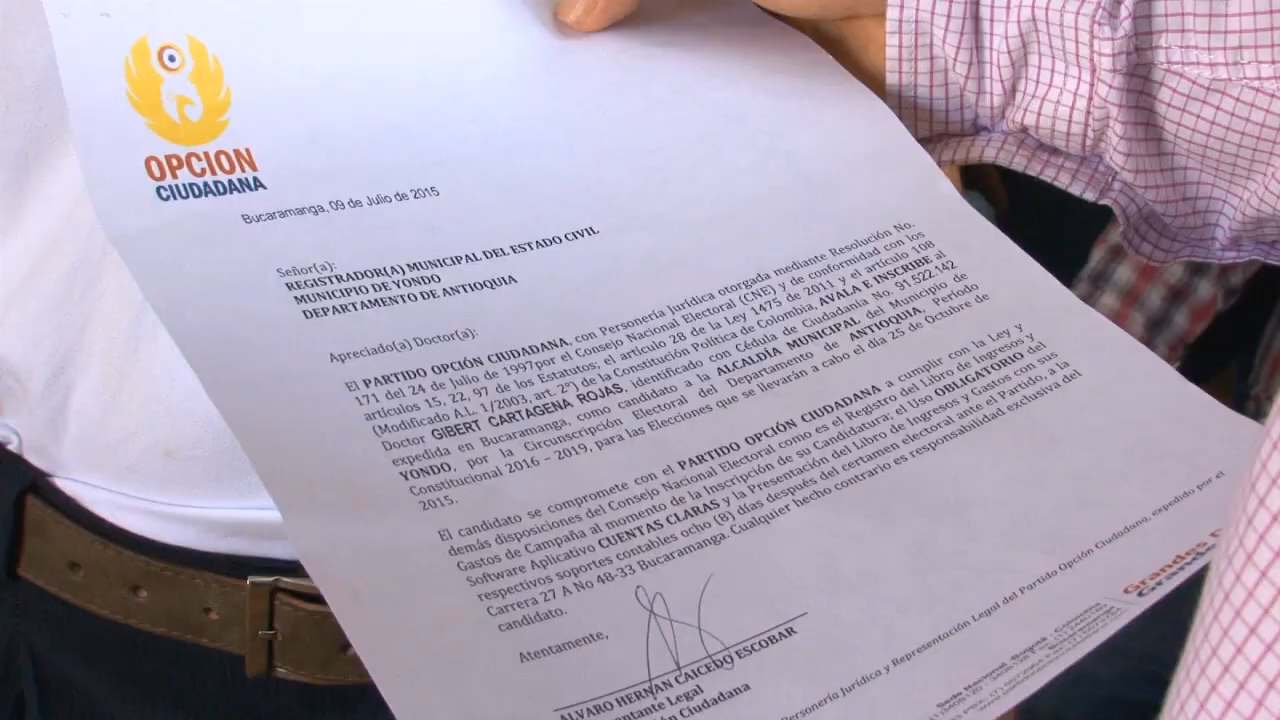 OPCION
CIUDADANA
Bucaramanga, 09 de Julio de 2015
Señor(a):
REGISTRADOR(A) MUNICIPAL DEL ESTADO CIVIL
MUNICIPIO DE YONDO
DEPARTAMENTO DE ANTIOQUIA
Apreciado(a) Doctor(a):
El PARTIDO OPCIÓN CIUDADANA, con Personería Jurídica otorgada mediante Resolución No.
171 del 24 de Julio de 1997por el Consejo Nacional Electoral (CNE) y de conformidad con los
artículos 15, 22, 97 de los Estatutos; el artículo 28 de la Ley 1475 de 2011 y el artículo 108
(Modificado A.L. 1/2003, art. 2º) de la Constitución Política de Colombia, AVALA E INSCRIBE al
Doctor GIBERT CARTAGENA ROJAS, identificado con Cédula de Ciudadanía No. 91.522.142
expedida en Bucaramanga, como candidato a la ALCALDÍA MUNICIPAL del Municipio de
YONDO, por la Circunscripción Electoral del Departamento de ANTIOQUIA, Período
Constitucional 2016 – 2019, para las Elecciones que se llevarán a cabo el día 25 de Octubre de
2015.
El candidato se compromete con el PARTIDO OPCIÓN CIUDADANA a cumplir con la Ley y
demás disposiciones del Consejo Nacional Electoral como es el Registro del Libro de Ingresos y
Gastos de Campaña al momento de la Inscripción de su Candidatura; el Uso OBLIGATORIO del
Software Aplicativo CUENTAS CLARAS y la Presentación del Libro de Ingresos y Gastos con sus
respectivos soportes contables ocho (8) días después del certamen electoral ante el Partido, a la
Carrera 27 A No 48-33 Bucaramanga. Cualquier hecho contrario es responsabilidad exclusiva del
candidato.
Atentamente,
ALVARO HERNAN CAICEDO ESCOBAR
ntante Legal
n Ciudadana
Personería Jurídica y Representación Legal del Partido Opción Ciudadana, expedido por el
Grandes
Sede Nacional